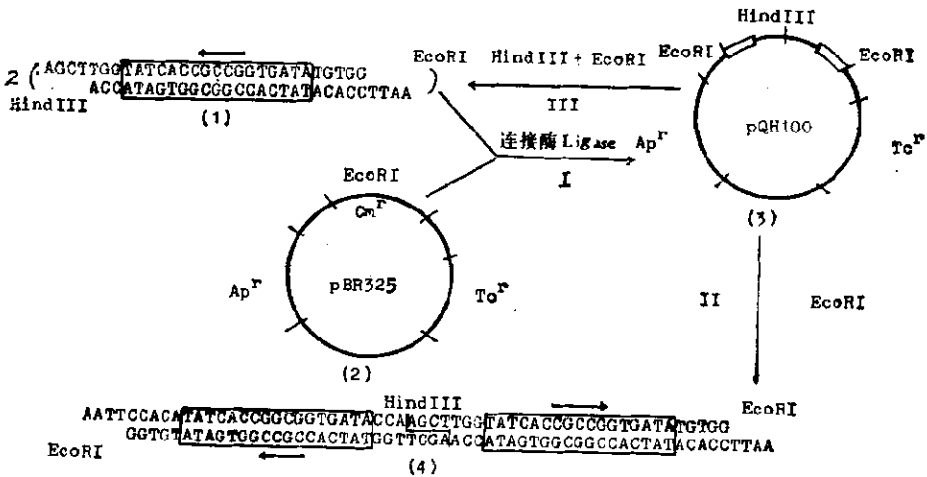 HindIII
EcoRI
EcoRI
pQH100
Tcʳ
(3)
2 (
AGCTTGGTATCACCGCCGGTGATATGTGG
ACCATAGTGGCGGCCACTATACACCTTAA
EcoRI
HindIII
(1)
HindIII + EcoRI
III
连接酶 Ligase
Apʳ
I
EcoRI
Cmʳ
Apʳ
pBR325
Tcʳ
(2)
II
EcoRI
HindIII
EcoRI
AATTCCACATATCACCGGCGGTGATACCAAGCTTGGTATCACCGCCGGTGATATGTGG
GGTGTATAGTGGCCGCCACTATGGTTCGAACCATAGTGGCGGCCACTATACACCTTAA
EcoRI
(4)